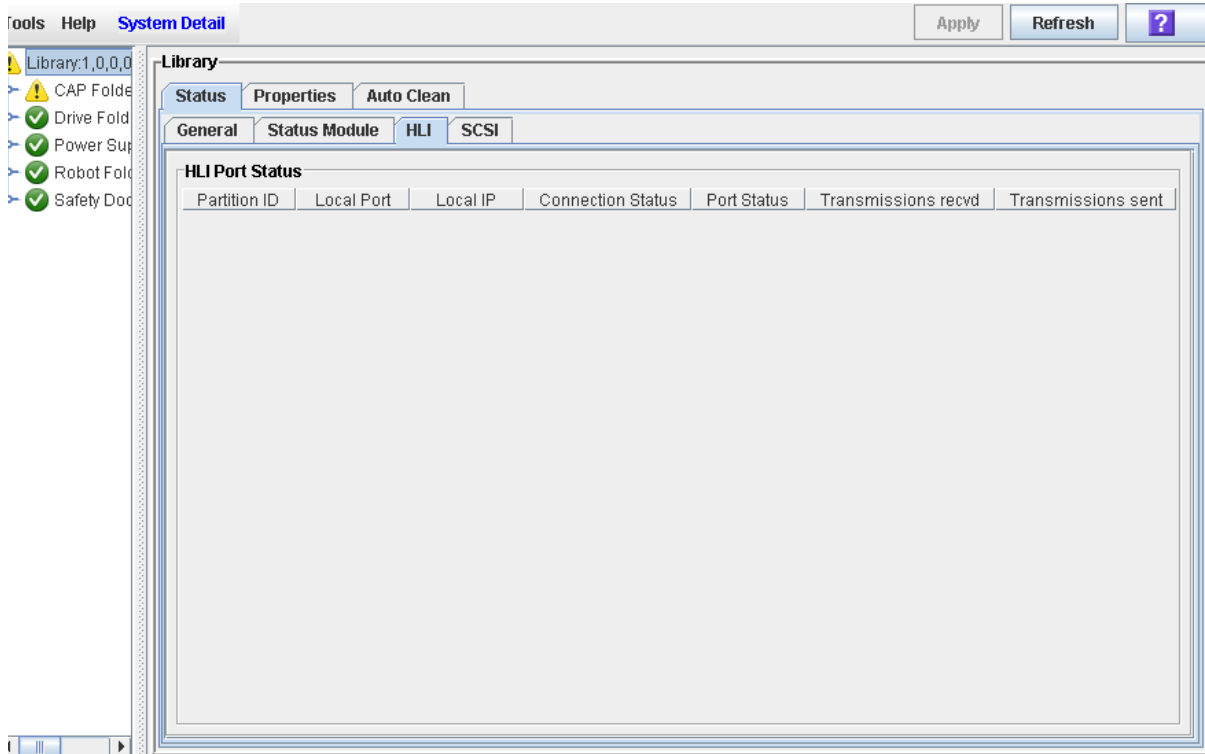 Tools Help System Detail Apply Refresh ?
Library:1,0,0,0
CAP Folde
Drive Fold
Power Sup
Robot Fold
Safety Doo
Library
Status Properties Auto Clean
General Status Module HLI SCSI
HLI Port Status
Partition ID Local Port Local IP Connection Status Port Status Transmissions recvd Transmissions sent